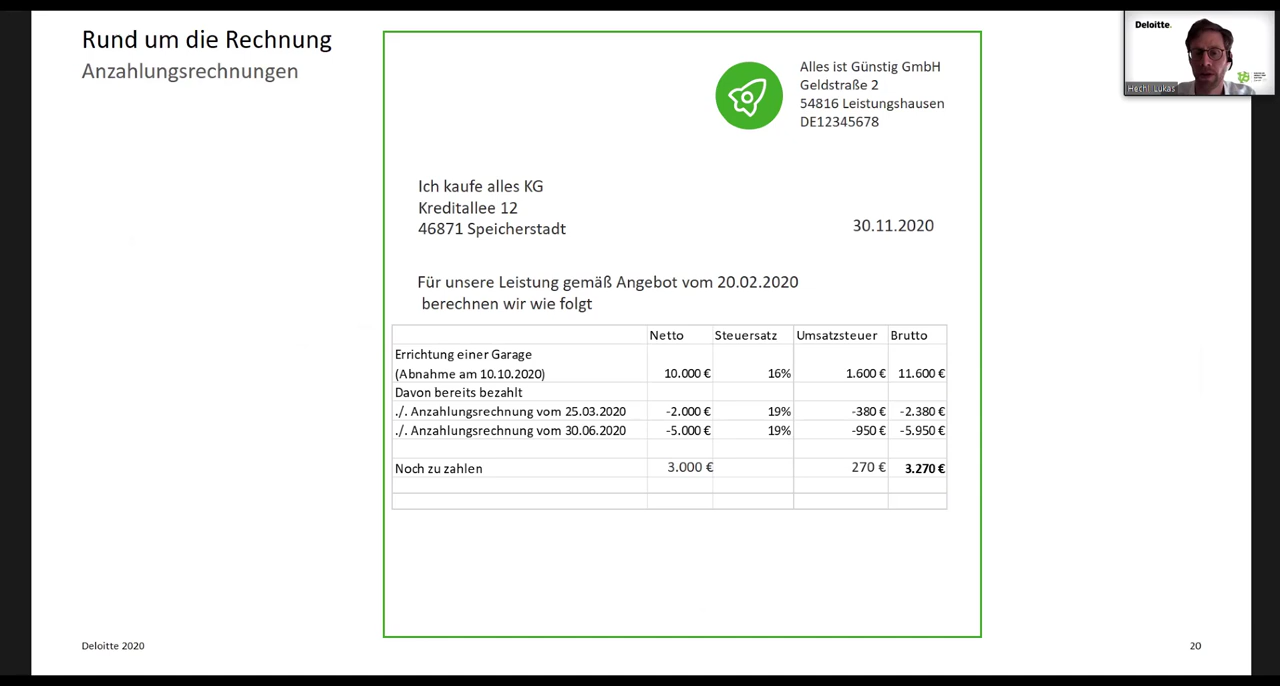 Rund um die Rechnung
Anzahlungsrechnungen
Deloitte.
Hechl Lukas
Alles ist Günstig GmbH
Geldstraße 2
54816 Leistungshausen
DE12345678
Ich kaufe alles KG
Kreditallee 12
46871 Speicherstadt
30.11.2020
Für unsere Leistung gemäß Angebot vom 20.02.2020
berechnen wir wie folgt
Netto Steuersatz Umsatzsteuer Brutto
Errichtung einer Garage
(Abnahme am 10.10.2020) 10.000 € 16% 1.600 € 11.600 €
Davon bereits bezahlt
./. Anzahlungsrechnung vom 25.03.2020 -2.000 € 19% -380 € -2.380 €
./. Anzahlungsrechnung vom 30.06.2020 -5.000 € 19% -950 € -5.950 €
Noch zu zahlen 3.000 € 270 € 3.270 €
Deloitte 2020
20